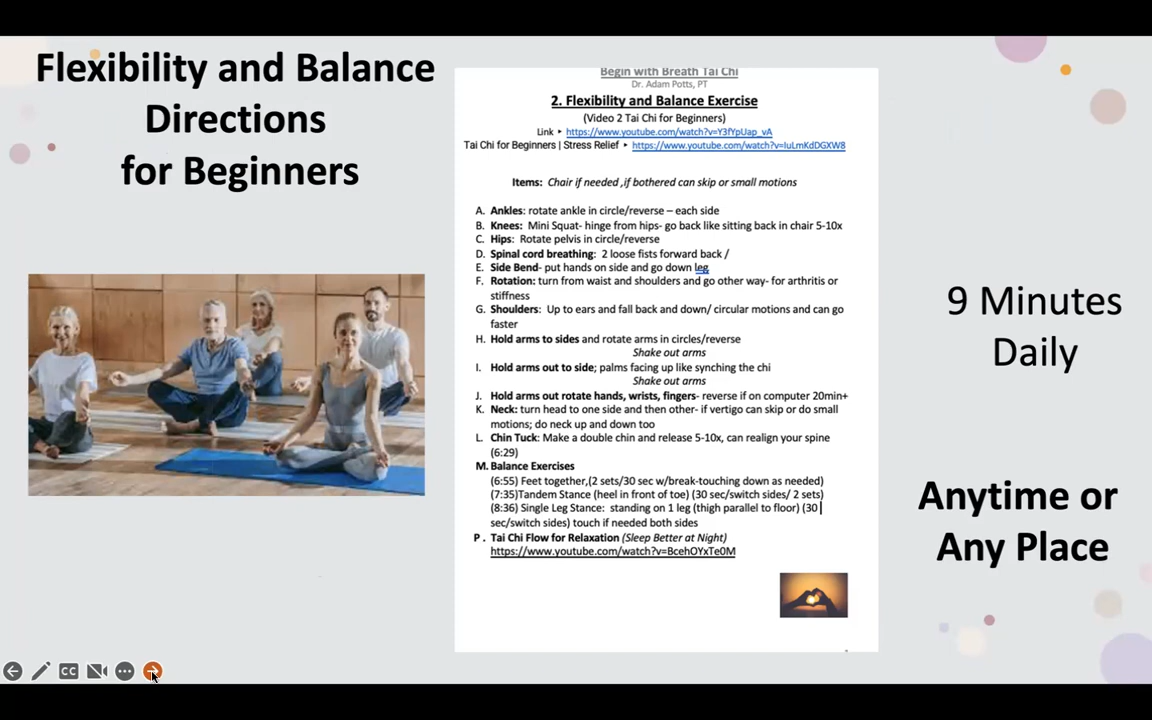 Flexibility and Balance
Directions
for Beginners
Begin with Breath Tai Chi
Dr. Adam Potts, PT
2. Flexibility and Balance Exercise
(Video 2 Tai Chi for Beginners)
Link ▸ https://www.youtube.com/watch?v=Y3fYpUap_vA
Tai Chi for Beginners | Stress Relief ▸ https://www.youtube.com/watch?v=IuLmKdDGXW8
Items: Chair if needed ,if bothered can skip or small motions
A. Ankles: rotate ankle in circle/reverse – each side
B. Knees: Mini Squat- hinge from hips- go back like sitting back in chair 5-10x
C. Hips: Rotate pelvis in circle/reverse
D. Spinal cord breathing: 2 loose fists forward back /
E. Side Bend- put hands on side and go down leg
F. Rotation: turn from waist and shoulders and go other way- for arthritis or
stiffness
G. Shoulders: Up to ears and fall back and down/ circular motions and can go
faster
H. Hold arms to sides and rotate arms in circles/reverse
Shake out arms
I. Hold arms out to side; palms facing up like synching the chi
Shake out arms
J. Hold arms out rotate hands, wrists, fingers- reverse if on computer 20min+
K. Neck: turn head to one side and then other- if vertigo can skip or do small
motions; do neck up and down too
L. Chin Tuck: Make a double chin and release 5-10x, can realign your spine
(6:29)
M. Balance Exercises
(6:55) Feet together,(2 sets/30 sec w/break-touching down as needed)
(7:35)Tandem Stance (heel in front of toe) (30 sec/switch sides/ 2 sets)
(8:36) Single Leg Stance: standing on 1 leg (thigh parallel to floor) (30
sec/switch sides) touch if needed both sides
P . Tai Chi Flow for Relaxation (Sleep Better at Night)
https://www.youtube.com/watch?v=BcehOYxTe0M
9 Minutes
Daily
Anytime or
Any Place
CC